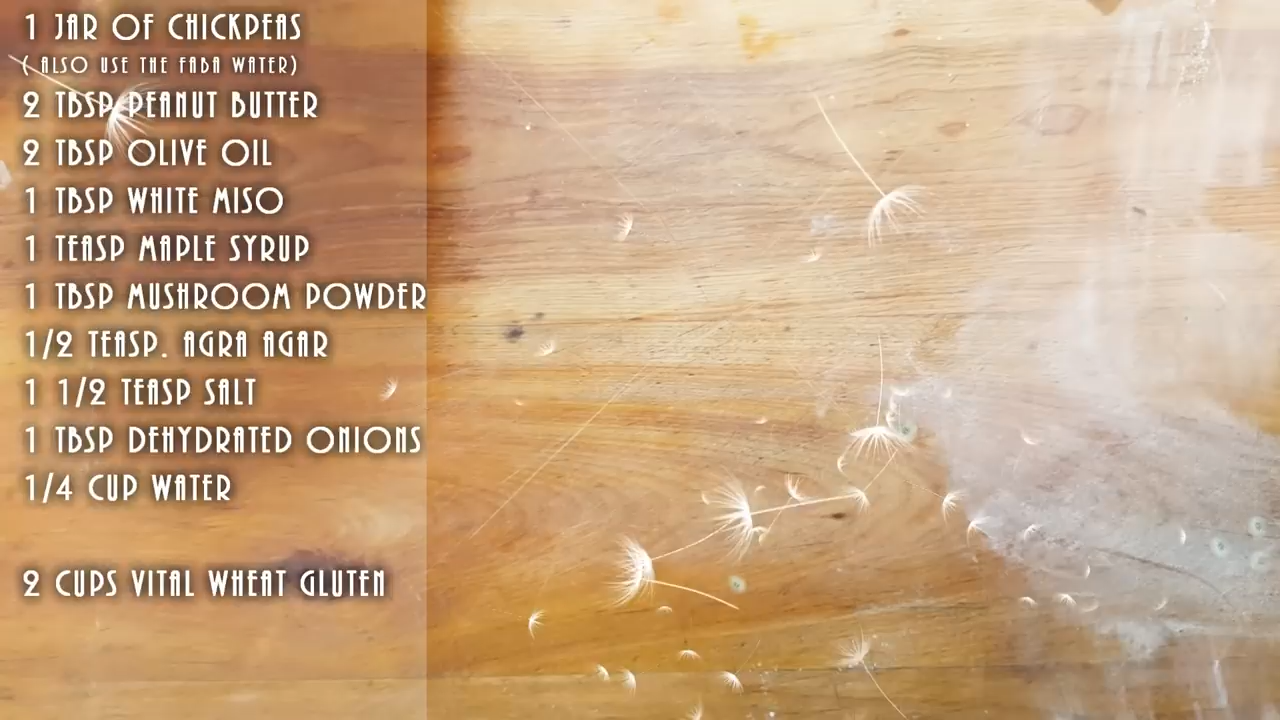 1 JAR OF CHICKPEAS
( ALSO USE THE FABA WATER)
2 TBSP PEANUT BUTTER
2 TBSP OLIVE OIL
1 TBSP WHITE MISO
1 TEASP MAPLE SYRUP
1 TBSP MUSHROOM POWDER
1/2 TEASP. AGRA AGAR
1 1/2 TEASP SALT
1 TBSP DEHYDRATED ONIONS
1/4 CUP WATER
2 CUPS VITAL WHEAT GLUTEN